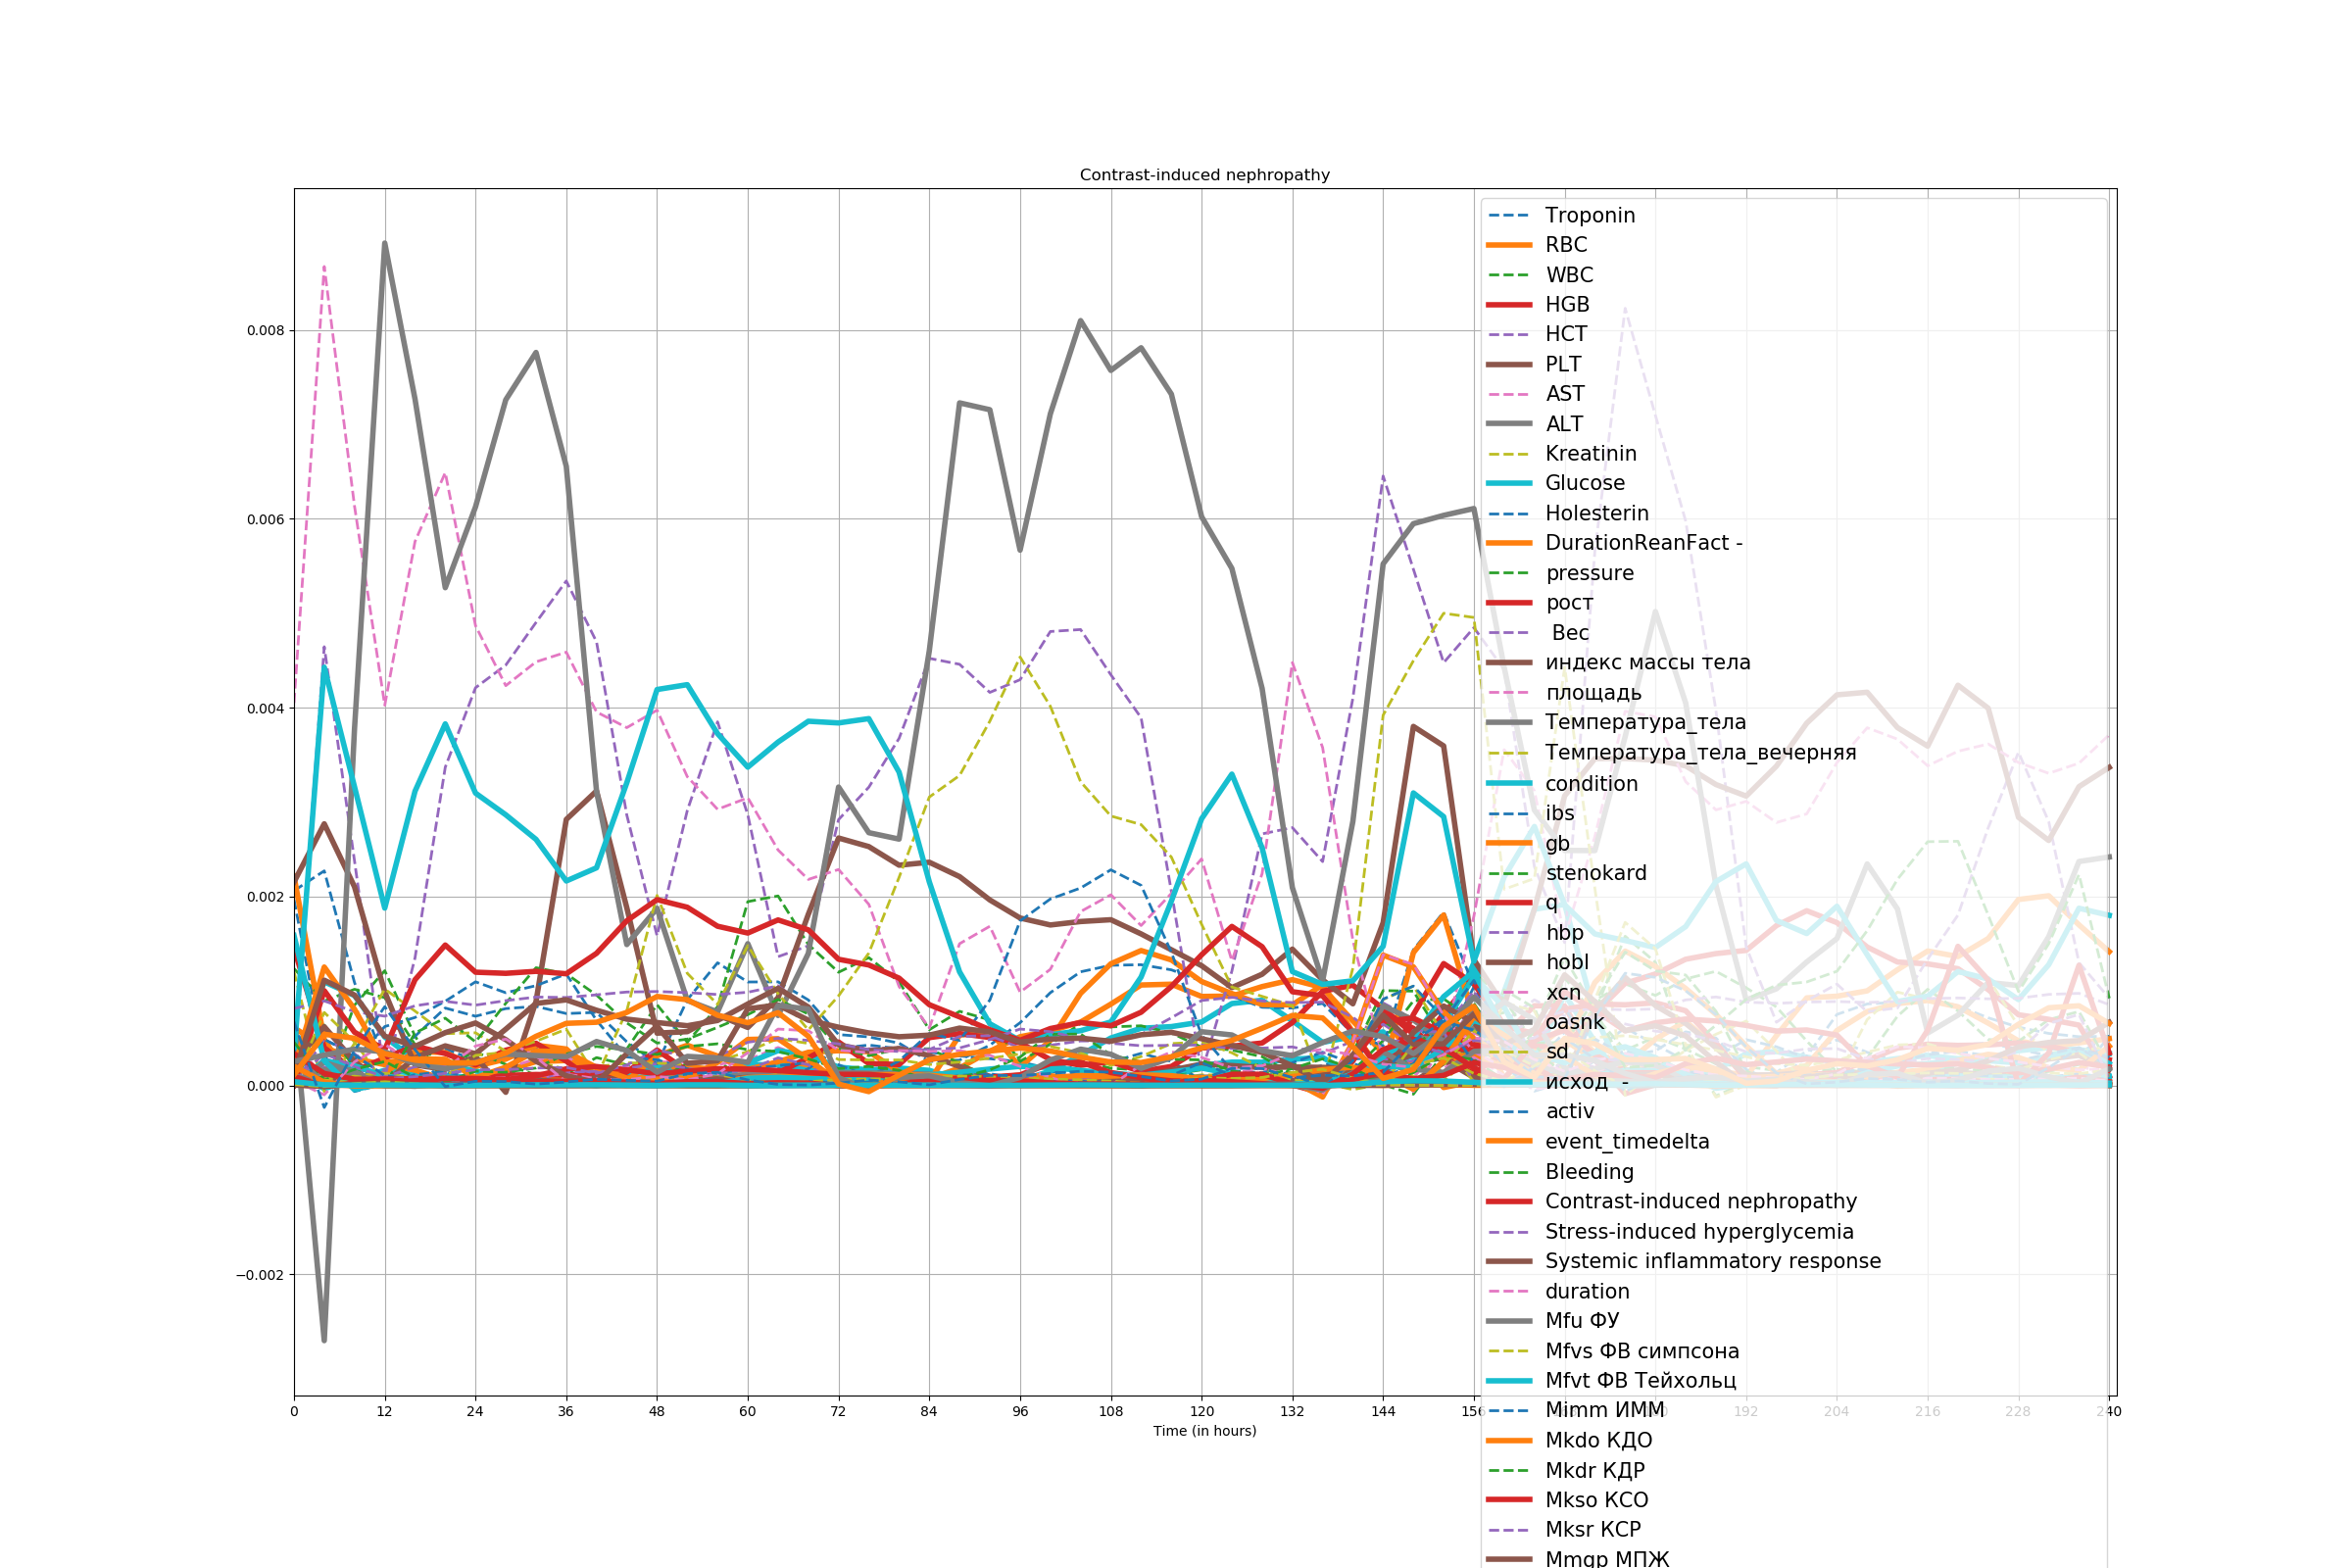 Contrast-induced nephropathy
0.008
0.006
0.004
0.002
0.000
−0.002
Troponin
RBC
WBC
HGB
HCT
PLT
AST
ALT
Kreatinin
Glucose
Holesterin
DurationReanFact -
pressure
рост
Вес
индекс массы тела
площадь
Температура_тела
Температура_тела_вечерняя
condition
ibs
gb
stenokard
q
hbp
hobl
xcn
oasnk
sd
исход -
activ
event_timedelta
Bleeding
Contrast-induced nephropathy
Stress-induced hyperglycemia
Systemic inflammatory response
duration
Mfu ФУ
Mfvs ФВ симпсона
Mfvt ФВ Тейхольц
Mimm ИММ
Mkdo КДО
Mkdr КДР
Mkso КСО
Mksr КСР
Mmgp МПЖ
0 12 24 36 48 60 72 84 96 108 120 132 144 156 192 204 216 228 240
Time (in hours)